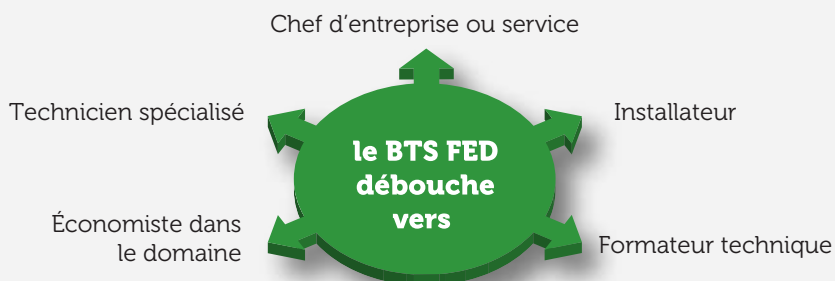 Chef d’entreprise ou service
Technicien spécialisé
Installateur
le BTS FED
débouche
vers
Économiste dans
le domaine
Formateur technique